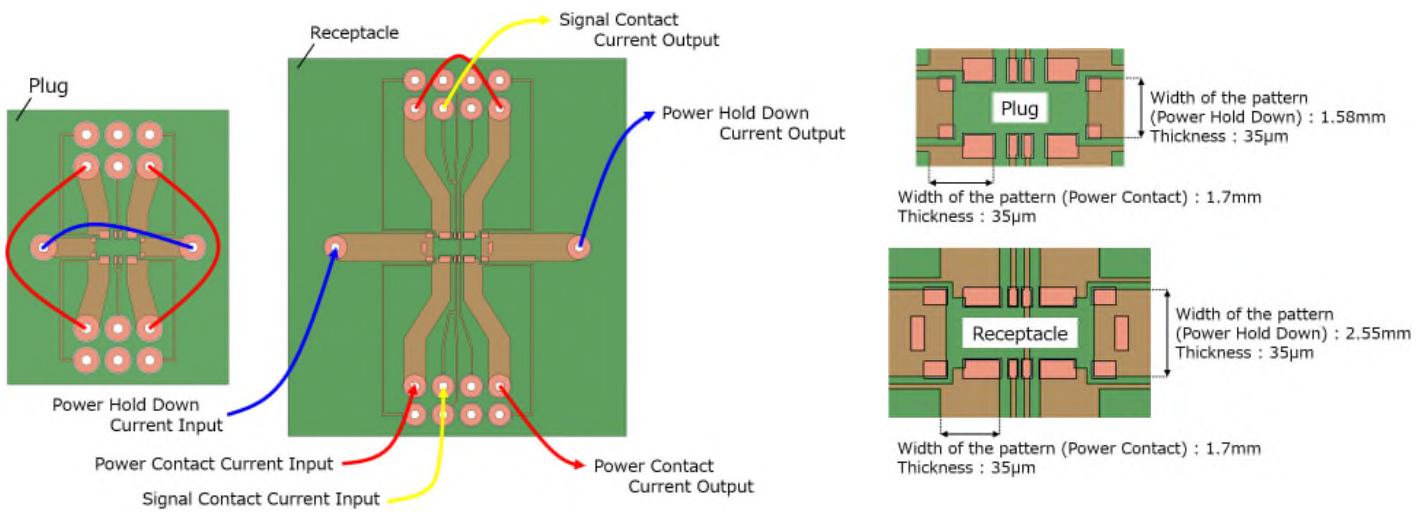 Plug
Receptacle
Signal Contact
Current Output
Power Hold Down
Current Output
Power Hold Down
Current Input
Power Contact Current Input
Signal Contact Current Input
Power Contact
Current Output
Plug
Width of the pattern
(Power Hold Down) : 1.58mm
Thickness : 35μm
Width of the pattern (Power Contact) : 1.7mm
Thickness : 35μm
Receptacle
Width of the pattern
(Power Hold Down) : 2.55mm
Thickness : 35μm
Width of the pattern (Power Contact) : 1.7mm
Thickness : 35μm